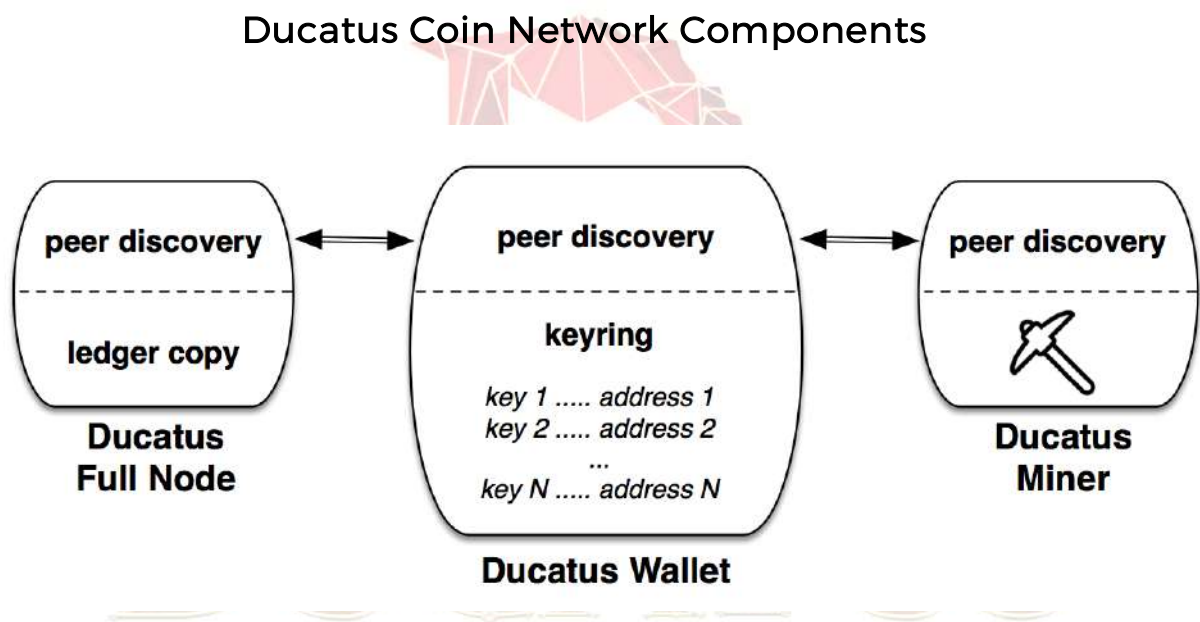 Ducatus Coin Network Components
peer discovery
ledger copy
Ducatus
Full Node
peer discovery
keyring
key 1 ..... address 1
key 2 ..... address 2
...
key N ..... address N
Ducatus Wallet
peer discovery
Ducatus
Miner